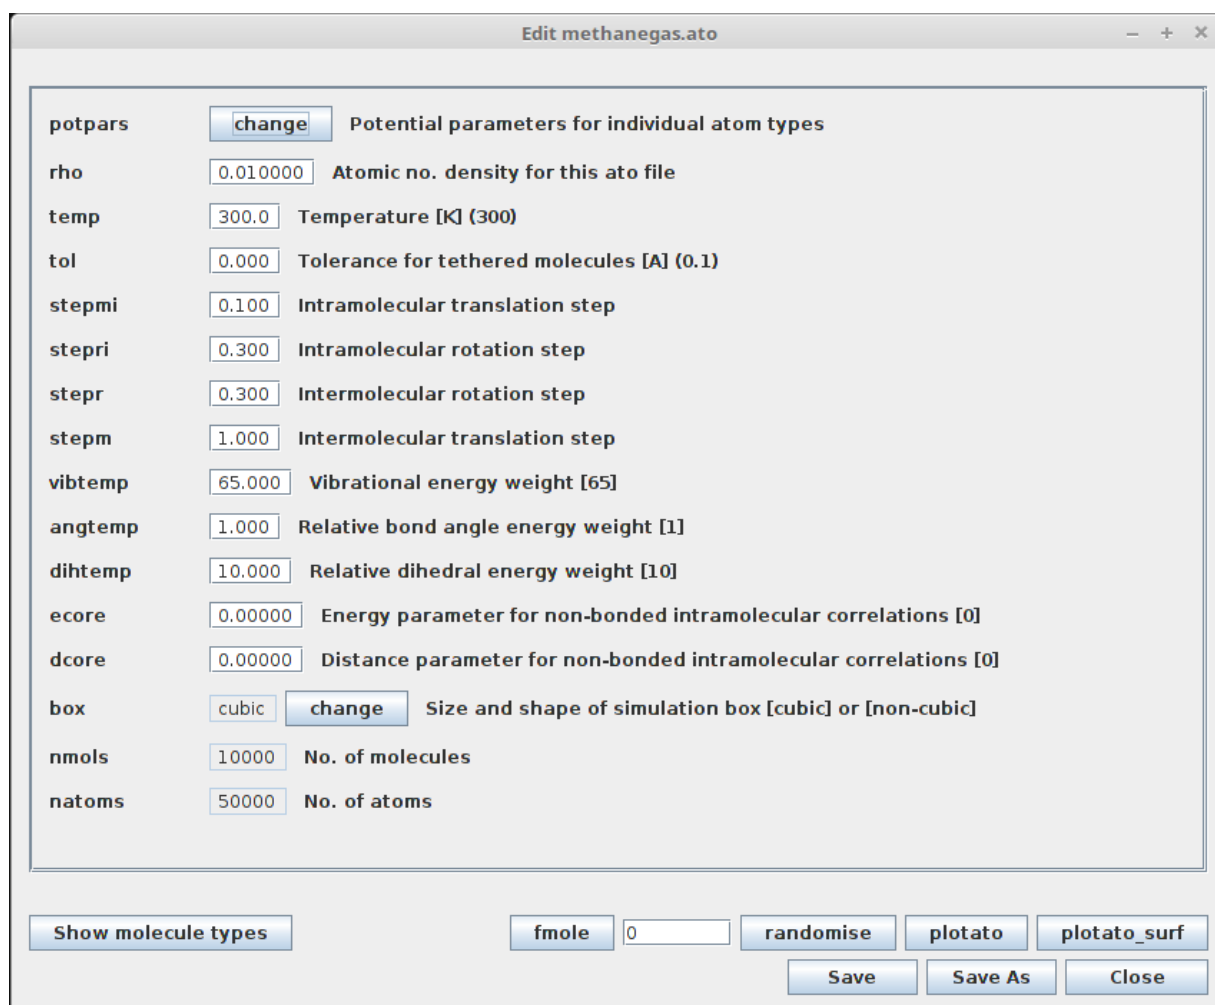 Edit methanegas.ato
potpars change Potential parameters for individual atom types
rho 0.010000 Atomic no. density for this ato file
temp 300.0 Temperature [K] (300)
tol 0.000 Tolerance for tethered molecules [A] (0.1)
stepmi 0.100 Intramolecular translation step
stepri 0.300 Intramolecular rotation step
stepr 0.300 Intermolecular rotation step
stepm 1.000 Intermolecular translation step
vibtemp 65.000 Vibrational energy weight [65]
angtemp 1.000 Relative bond angle energy weight [1]
dihtemp 10.000 Relative dihedral energy weight [10]
ecore 0.00000 Energy parameter for non-bonded intramolecular correlations [0]
dcore 0.00000 Distance parameter for non-bonded intramolecular correlations [0]
box cubic change Size and shape of simulation box [cubic] or [non-cubic]
nmols 10000 No. of molecules
natoms 50000 No. of atoms
Show molecule types fmole 0 randomise plotato plotato_surf
Save Save As Close